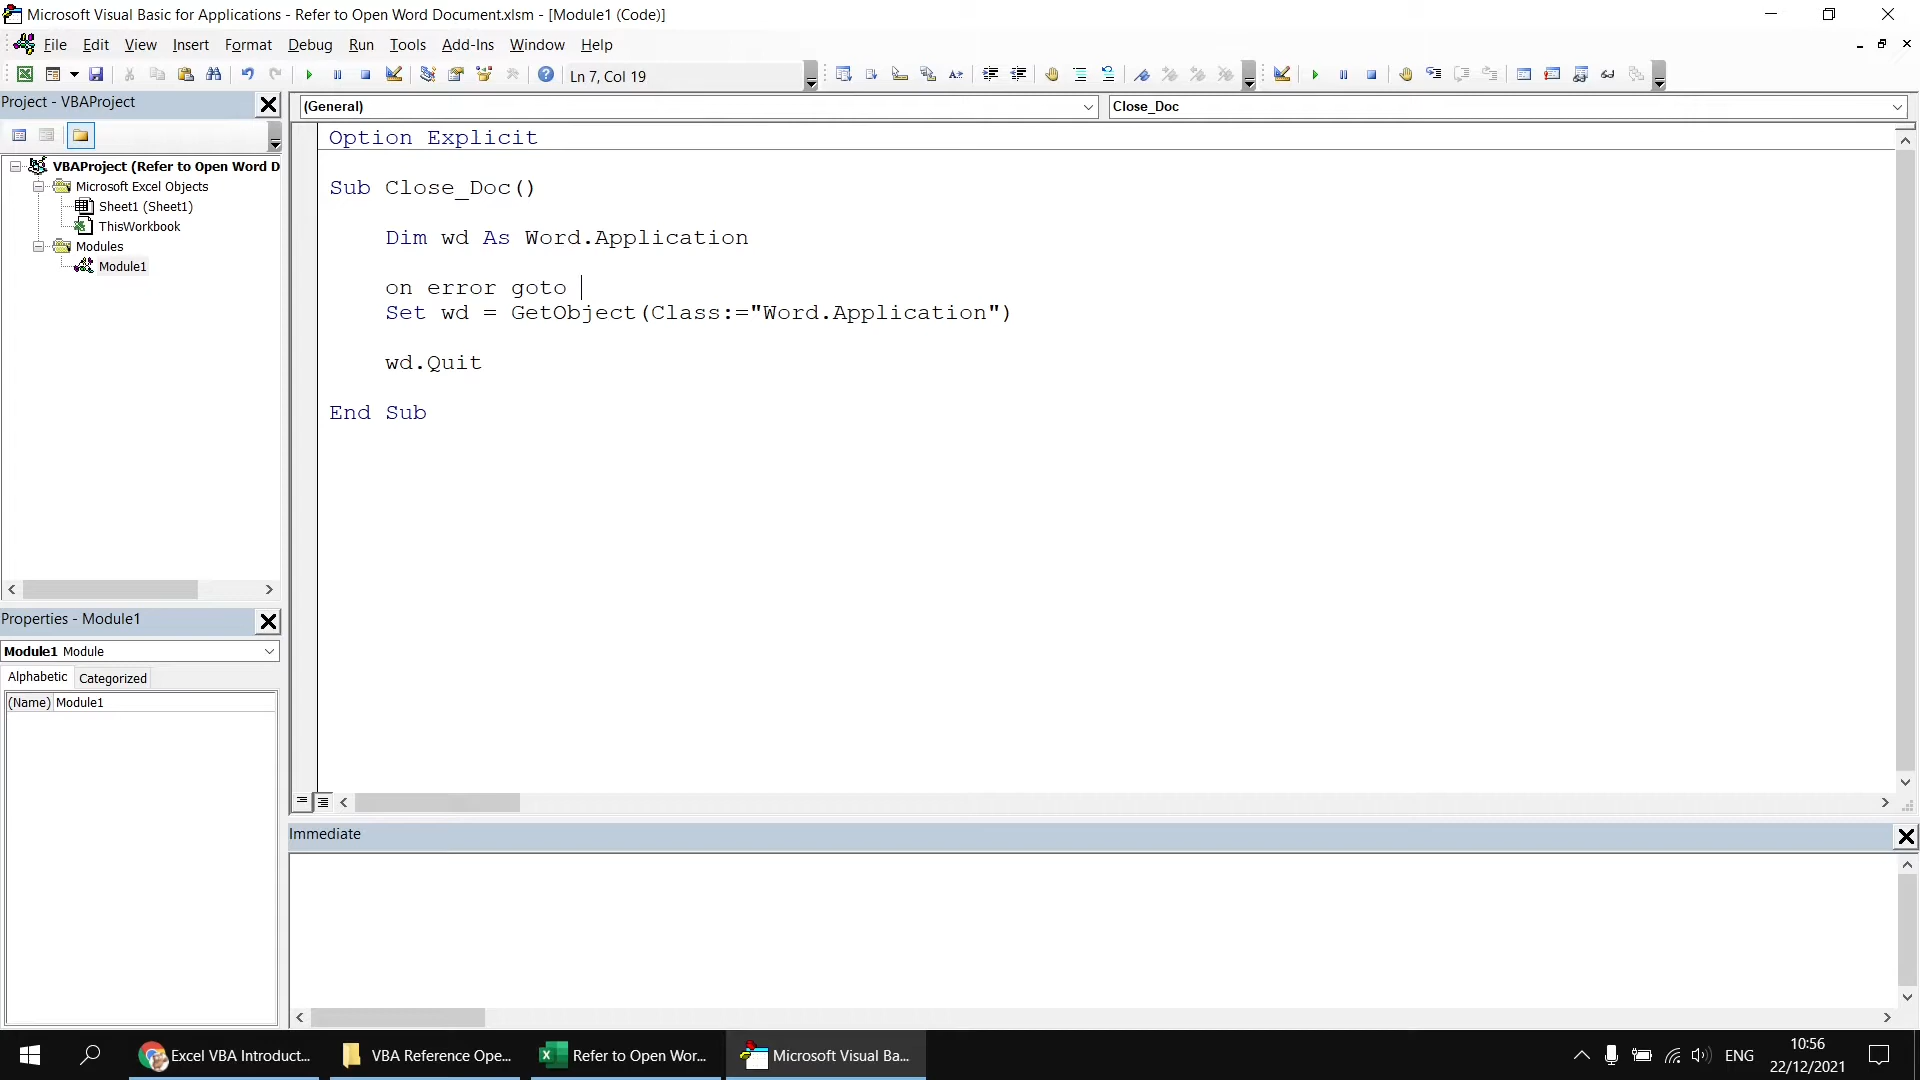 Microsoft Visual Basic for Applications - Refer to Open Word Document.xlsm - [Module1 (Code)]
File Edit View Insert Format Debug Run Tools Add-Ins Window Help
Ln 7, Col 19
Project - VBAProject
(General)
Close_Doc
VBAProject (Refer to Open Word D
Microsoft Excel Objects
Sheet1 (Sheet1)
ThisWorkbook
Modules
Module1
Option Explicit
Sub Close_Doc()
Dim wd As Word.Application
on error goto
Set wd = GetObject(Class:="Word.Application")
wd.Quit
End Sub
Properties - Module1
Module1 Module
Alphabetic Categorized
(Name) Module1
Immediate
Excel VBA Introduct...
VBA Reference Ope...
Refer to Open Wor...
Microsoft Visual Ba...
ENG
10:56
22/12/2021